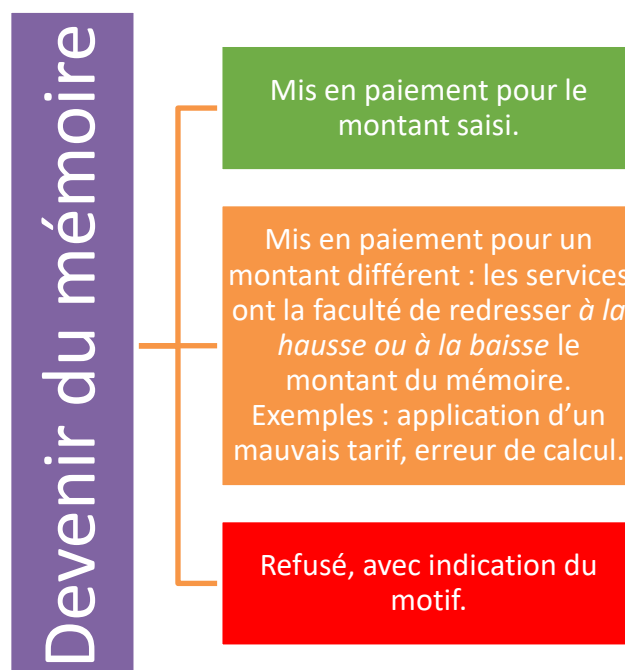 Devenir du mémoire
Mis en paiement pour le
montant saisi.
Mis en paiement pour un
montant différent : les services
ont la faculté de redresser à la
hausse ou à la baisse le
montant du mémoire.
Exemples : application d’un
mauvais tarif, erreur de calcul.
Refusé, avec indication du
motif.